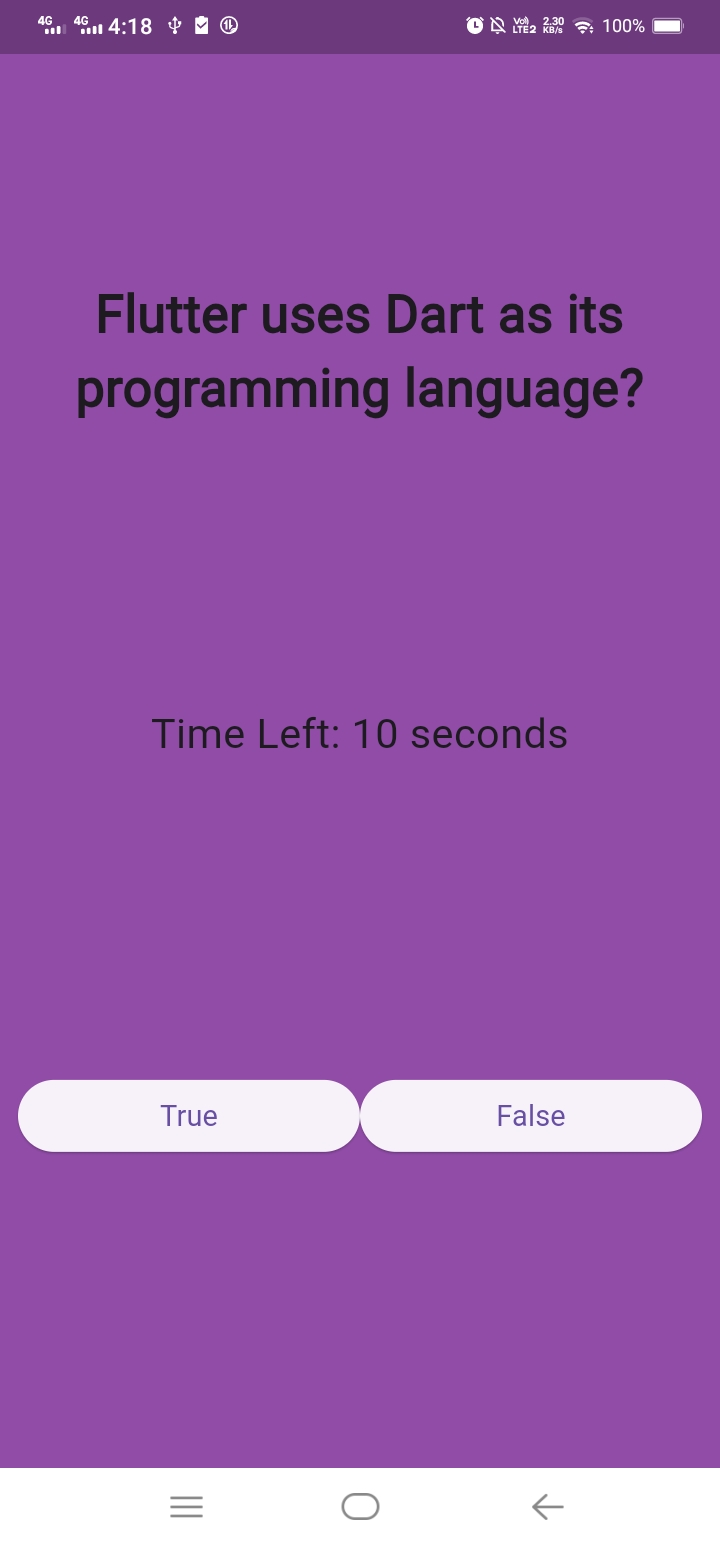 4G 4G 4:18 Vo) LTE2 2.30 KB/s 100%
Flutter uses Dart as its
programming language?
Time Left: 10 seconds
True False